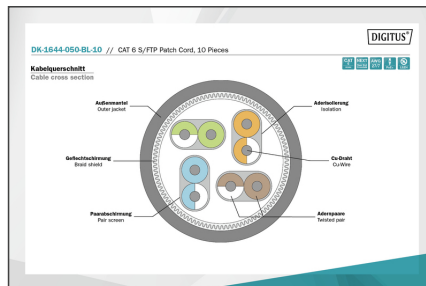 DIGITUS®
DK-1644-050-BL-10 // CAT 6 S/FTP Patch Cord, 10 Pieces
Kabelquerschnitt
Cable cross section
Außenmantel
Outer jacket
Aderisolierung
Isolation
Geflechtschirmung
Braid shield
Cu-Draht
Cu-Wire
Paarabschirmung
Pair screen
Adernpaare
Twisted pair